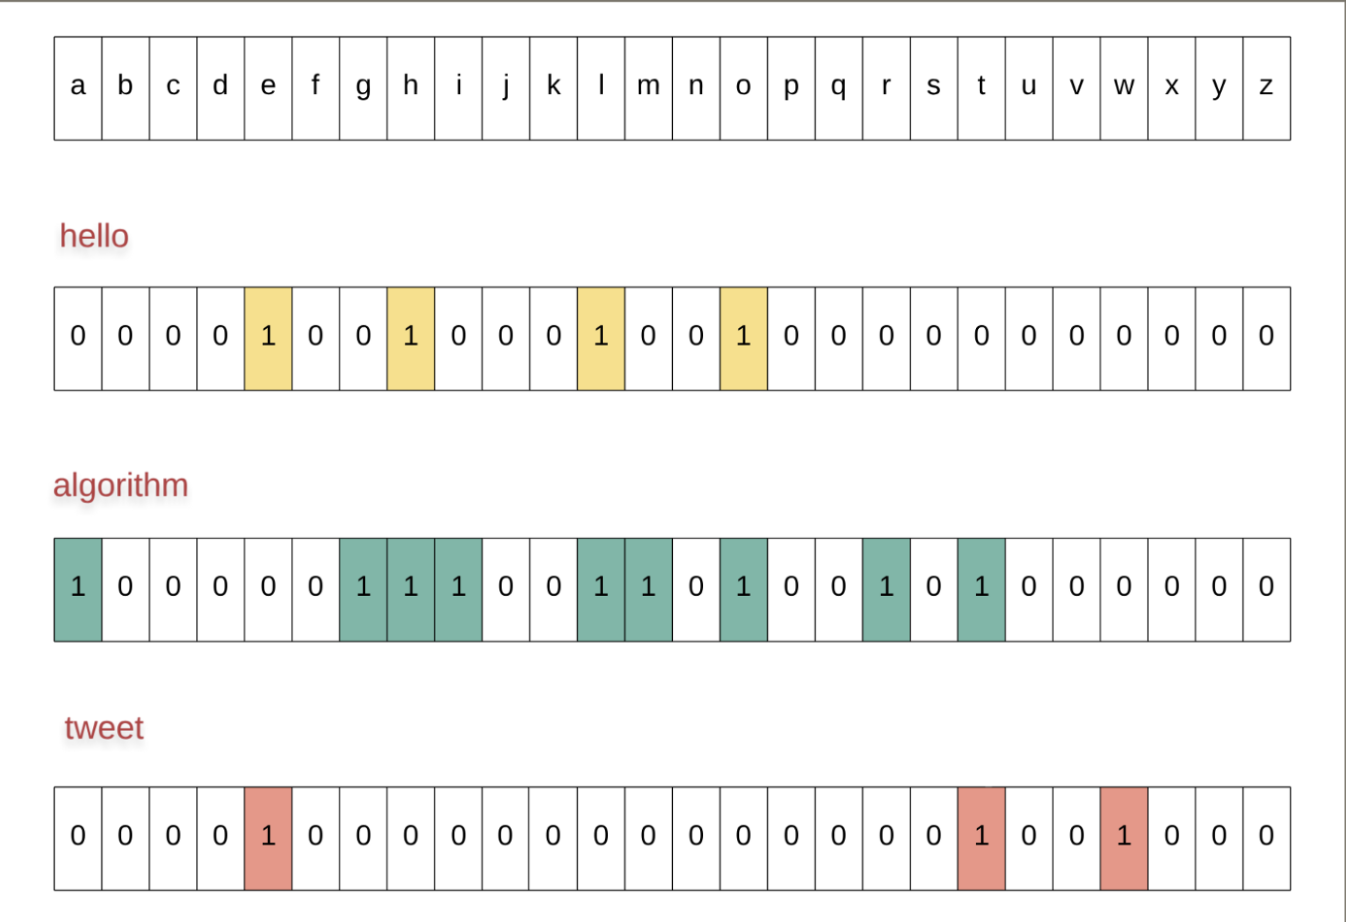 a b c d e f g h i j k l m n o p q r s t u v w x y z
hello
0 0 0 0 1 0 0 1 0 0 0 1 0 0 1 0 0 0 0 0 0 0 0 0 0 0
algorithm
1 0 0 0 0 0 1 1 1 0 0 1 1 0 1 0 0 1 0 1 0 0 0 0 0 0
tweet
0 0 0 0 1 0 0 0 0 0 0 0 0 0 0 0 0 0 0 1 0 0 1 0 0 0